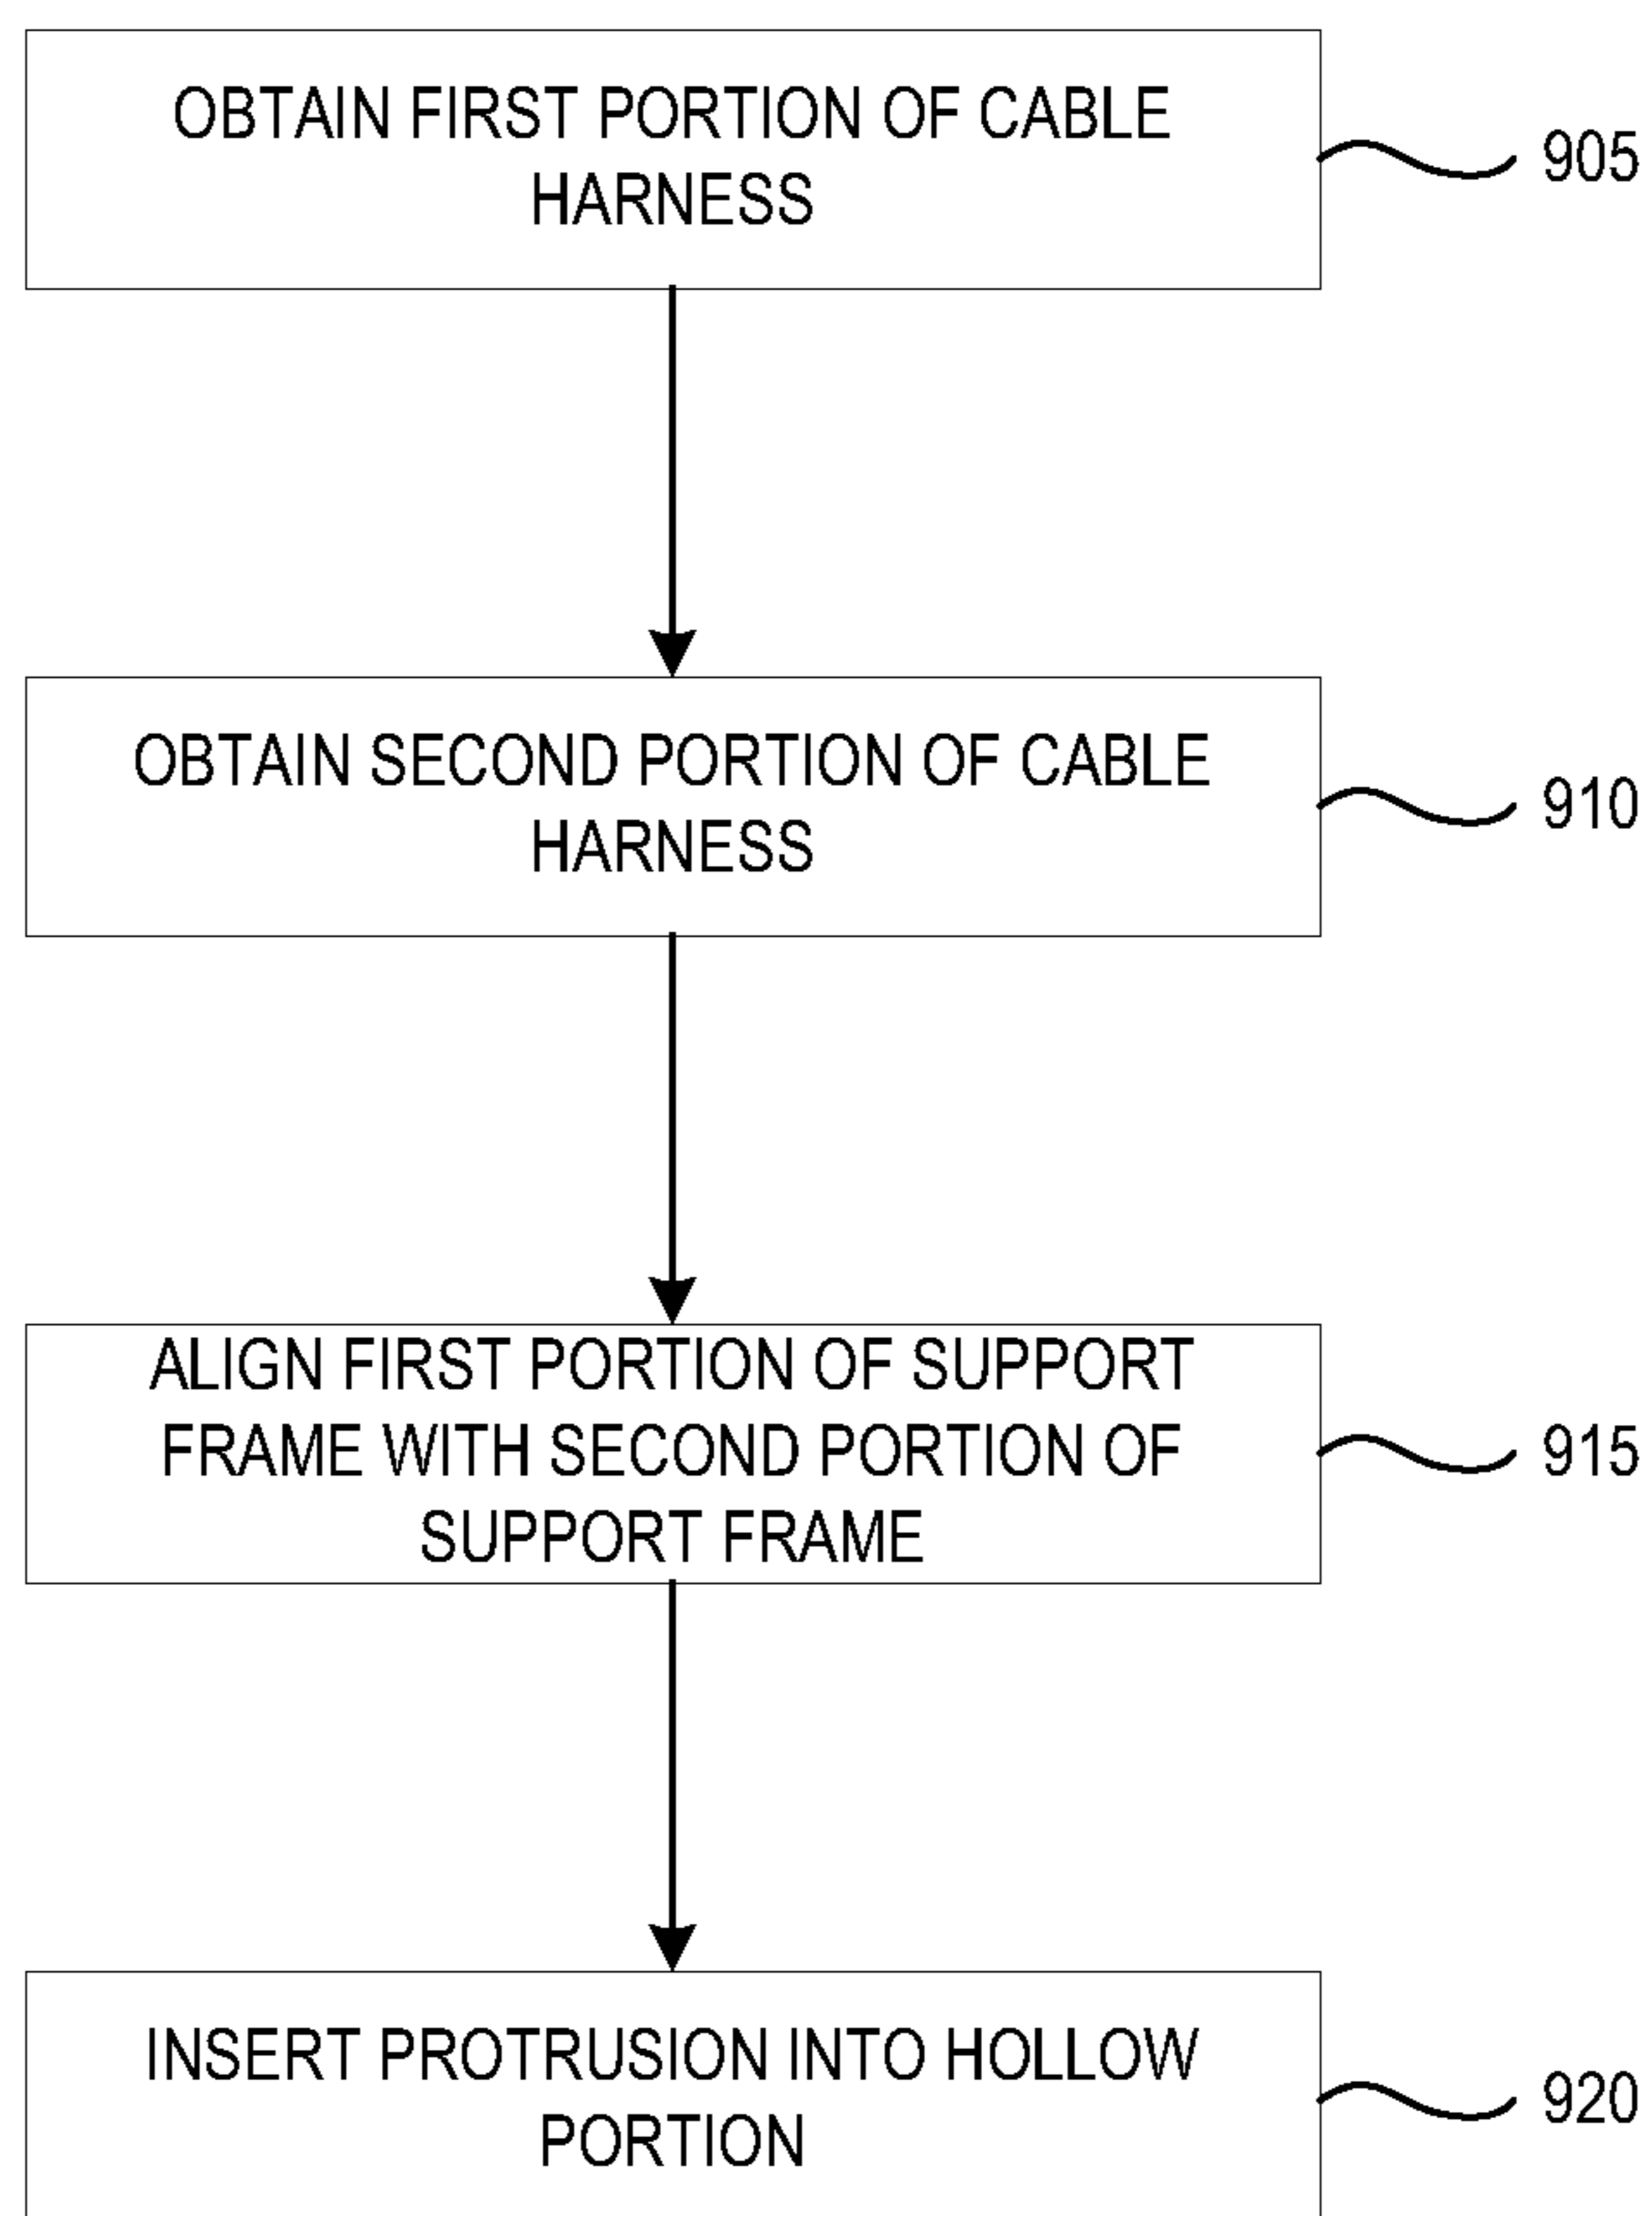 OBTAIN FIRST PORTION OF CABLE
HARNESS
905
OBTAIN SECOND PORTION OF CABLE
HARNESS
910
ALIGN FIRST PORTION OF SUPPORT
FRAME WITH SECOND PORTION OF
SUPPORT FRAME
915
INSERT PROTRUSION INTO HOLLOW
PORTION
920